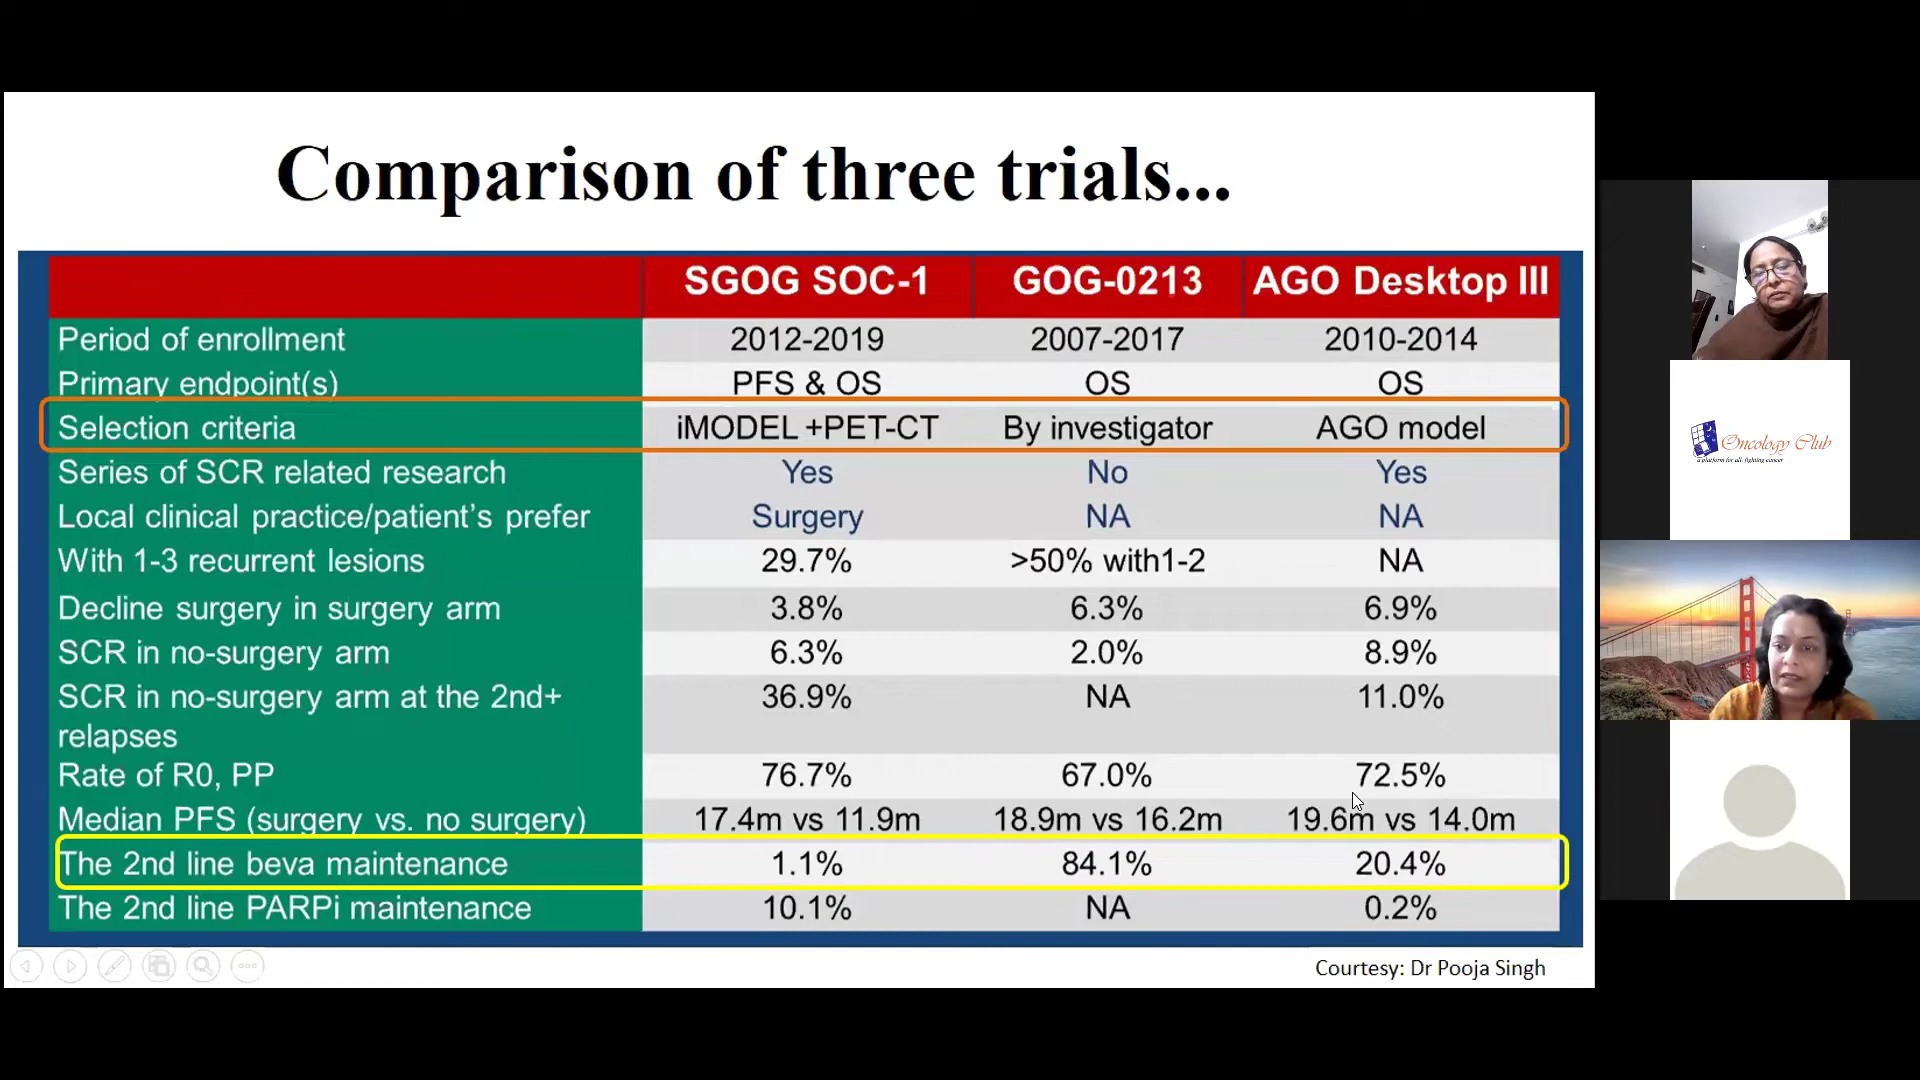 Comparison of three trials...
SGOG SOC-1 GOG-0213 AGO Desktop III
Period of enrollment 2012-2019 2007-2017 2010-2014
Primary endpoint(s) PFS & OS OS OS
Selection criteria iMODEL +PET-CT By investigator AGO model
Series of SCR related research Yes No Yes
Local clinical practice/patient's prefer Surgery NA NA
With 1-3 recurrent lesions 29.7% >50% with1-2 NA
Decline surgery in surgery arm 3.8% 6.3% 6.9%
SCR in no-surgery arm 6.3% 2.0% 8.9%
SCR in no-surgery arm at the 2nd+ 36.9% NA 11.0%
relapses
Rate of R0, PP 76.7% 67.0% 72.5%
Median PFS (surgery vs. no surgery) 17.4m vs 11.9m 18.9m vs 16.2m 19.6m vs 14.0m
The 2nd line beva maintenance 1.1% 84.1% 20.4%
The 2nd line PARPi maintenance 10.1% NA 0.2%
Courtesy: Dr Pooja Singh
Oncology Club
a platform for all, fighting cancer